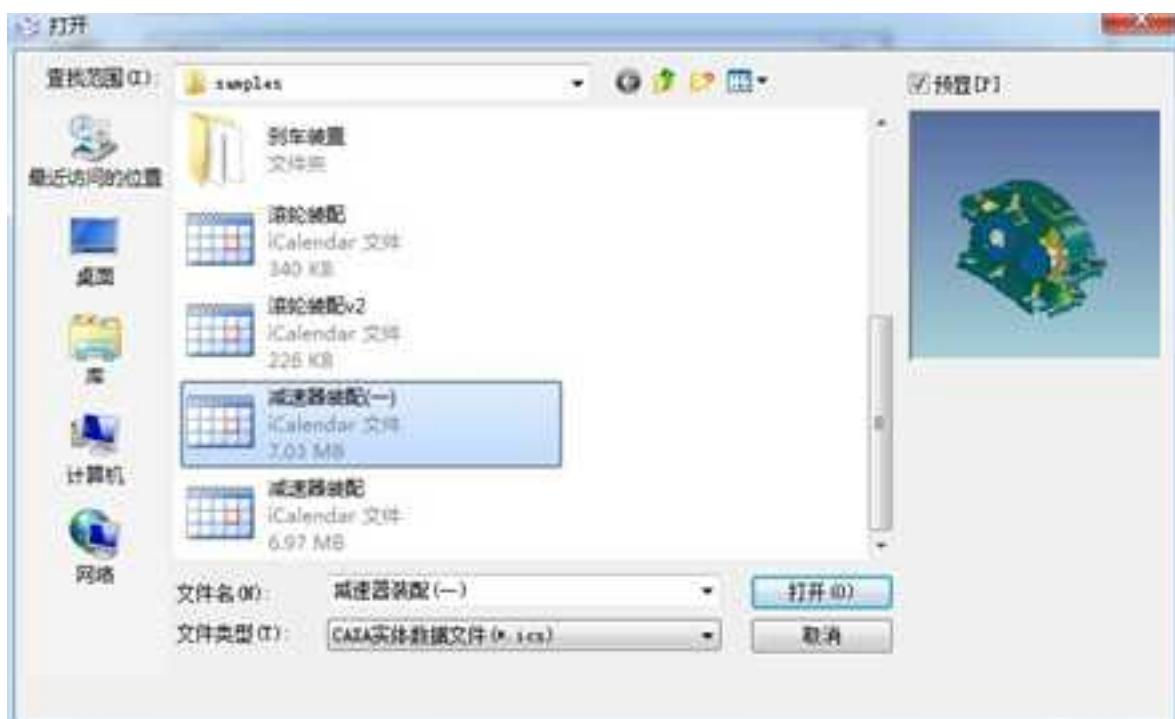 打开
查找范围(I):
samples
预显[P]
最近访问的位置
桌面
库
计算机
网络
刹车装置
文件夹
滚轮装配
iCalendar 文件
340 KB
滚轮装配v2
iCalendar 文件
226 KB
减速器装配(一)
iCalendar 文件
7.03 MB
减速器装配
iCalendar 文件
6.97 MB
文件名(N):
减速器装配(一)
打开(O)
文件类型(T):
CAXA实体数据文件(*.ics)
取消